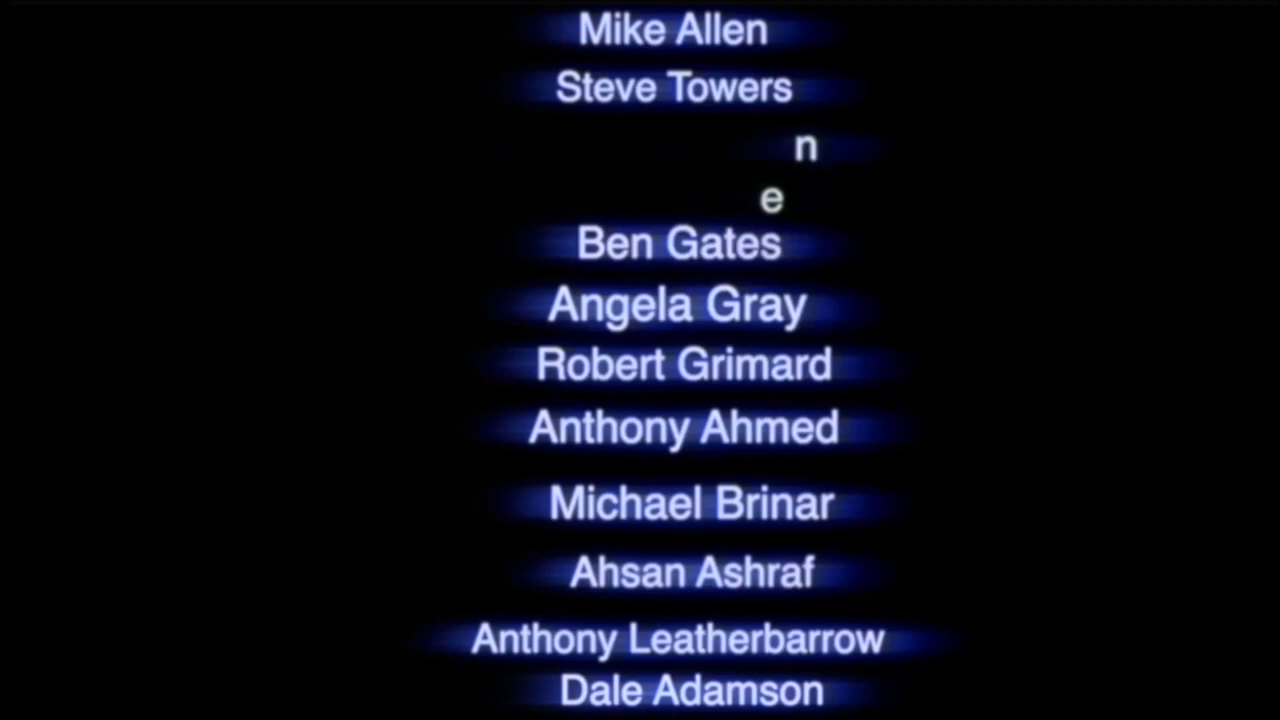 Mike Allen
Steve Towers
n
e
Ben Gates
Angela Gray
Robert Grimard
Anthony Ahmed
Michael Brinar
Ahsan Ashraf
Anthony Leatherbarrow
Dale Adamson